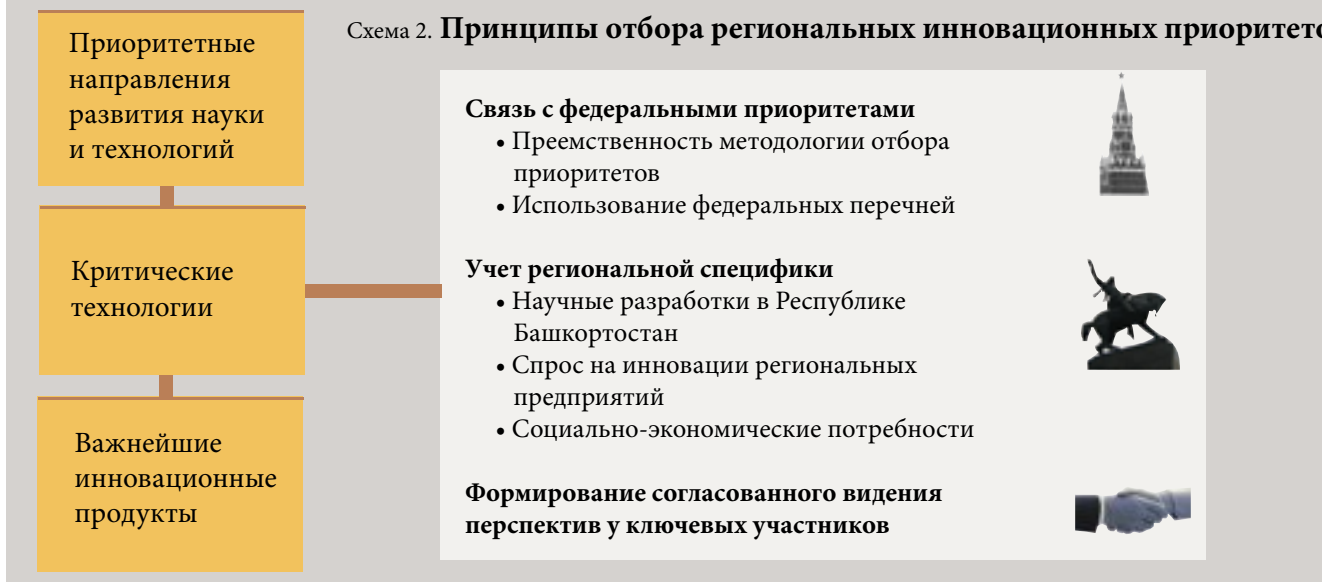 Схема 2. Принципы отбора региональных инновационных приоритето
Приоритетные
направления
развития науки
и технологий
Критические
технологии
Важнейшие
инновационные
продукты
Связь с федеральными приоритетами
• Преемственность методологии отбора
приоритетов
• Использование федеральных перечней
Учет региональной специфики
• Научные разработки в Республике
Башкортостан
• Спрос на инновации региональных
предприятий
• Социально-экономические потребности
Формирование согласованного видения
перспектив у ключевых участников